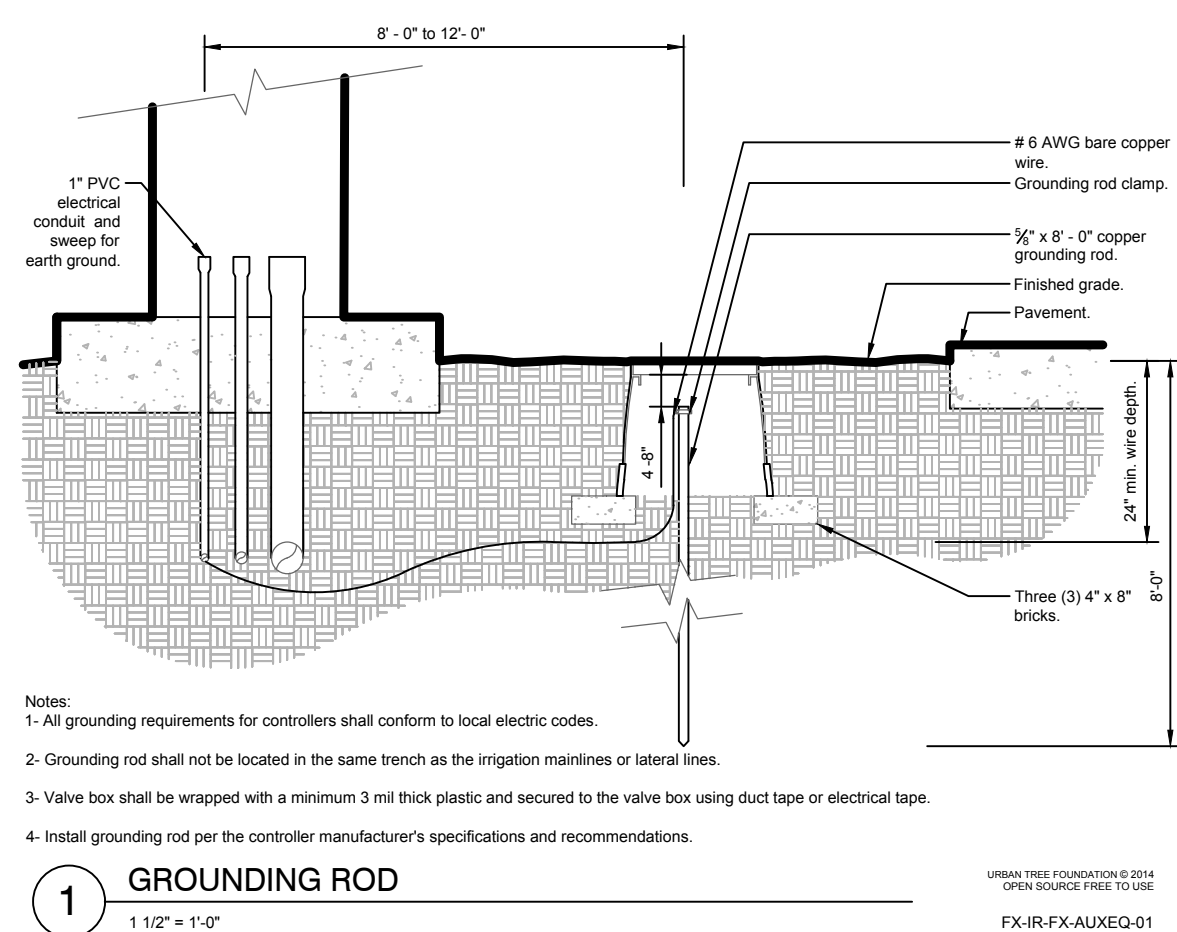 8' - 0" to 12'- 0"
# 6 AWG bare copper
wire.
Grounding rod clamp.
1" PVC
electrical
conduit and
sweep for
earth ground.
⅝" x 8' - 0" copper
grounding rod.
Finished grade.
Pavement.
4 -8"
24" min. wire depth.
8'-0"
Three (3) 4" x 8"
bricks.
Notes:
1- All grounding requirements for controllers shall conform to local electric codes.
2- Grounding rod shall not be located in the same trench as the irrigation mainlines or lateral lines.
3- Valve box shall be wrapped with a minimum 3 mil thick plastic and secured to the valve box using duct tape or electrical tape.
4- Install grounding rod per the controller manufacturer's specifications and recommendations.
1
GROUNDING ROD
1 1/2" = 1'-0"
URBAN TREE FOUNDATION © 2014
OPEN SOURCE FREE TO USE
FX-IR-FX-AUXEQ-01